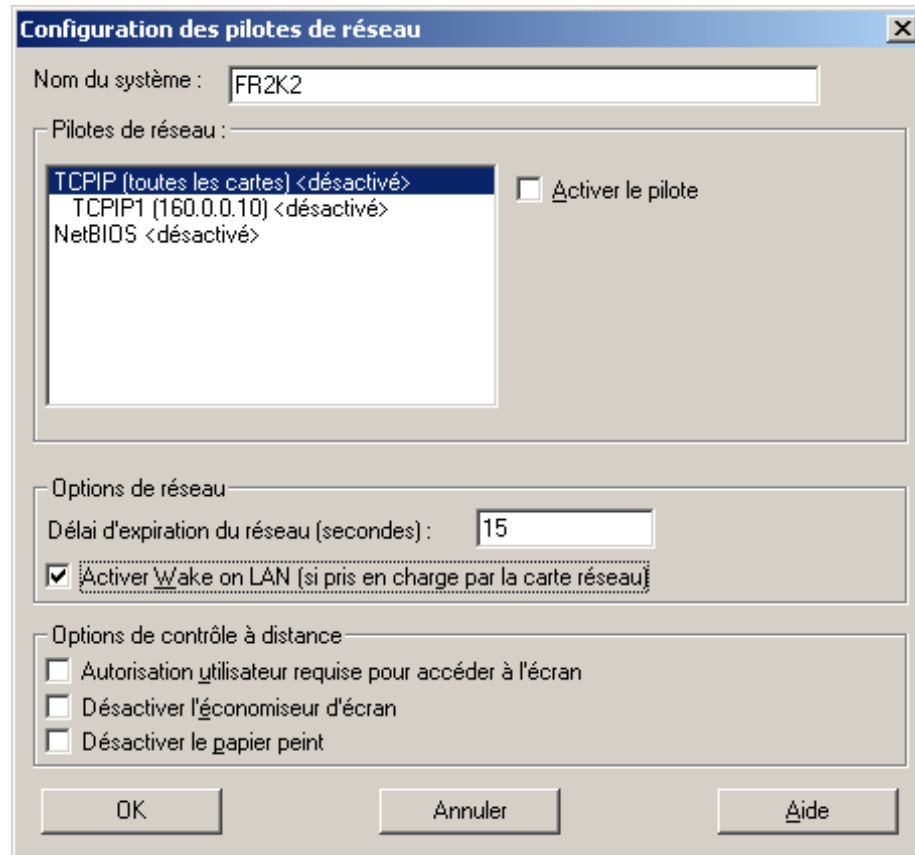 Configuration des pilotes de réseau
Nom du système : FR2K2
Pilotes de réseau :
TCPIP (toutes les cartes) <désactivé>
Activer le pilote
TCPIP1 (160.0.0.10) <désactivé>
NetBIOS <désactivé>
Options de réseau
Délai d'expiration du réseau (secondes) : 15
Activer Wake on LAN (si pris en charge par la carte réseau)
Options de contrôle à distance
Autorisation utilisateur requise pour accéder à l'écran
Désactiver l'économiseur d'écran
Désactiver le papier peint
OK Annuler Aide